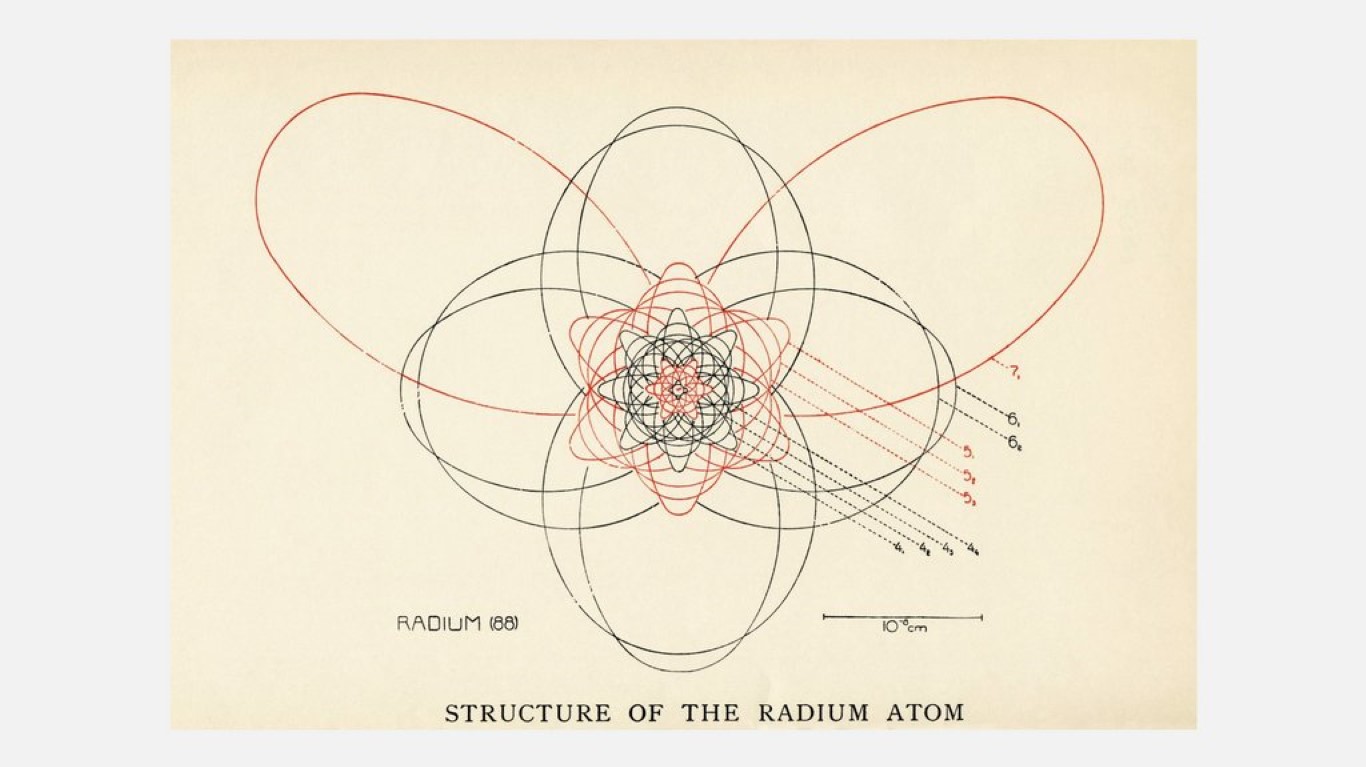 7₁
6₁
6₂
5₁
5₂
5₃
4₁ 4₂ 4₃ 4₄
RADIUM (88)
10⁻⁸cm
STRUCTURE OF THE RADIUM ATOM